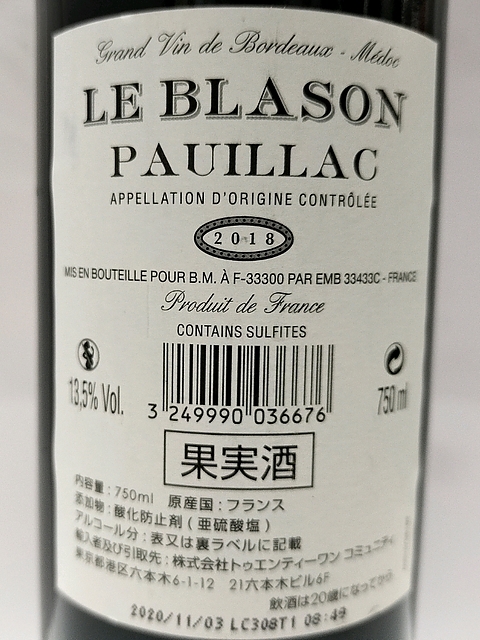 Grand Vin de Bordeaux - Médoc
LE BLASON
PAUILLAC
APPELLATION D'ORIGINE CONTRÔLÉE
2018
MIS EN BOUTEILLE POUR B.M. À F-33300 PAR EMB 33433C - FRANCE
Produit de France
CONTAINS SULFITES
13,5% Vol.
750 ml
3 249990 036676
果実酒
内容量:750ml 原産国:フランス
添加物:酸化防止剤(亜硫酸塩)
アルコール分:表又は裏ラベルに記載
輸入者及び引取先:株式会社トゥエンティーワン コミュニティ
東京都港区六本木6-1-12 21六本木ビル6F
飲酒は20歳になってから
2020/11/03 LC308T1 08:49